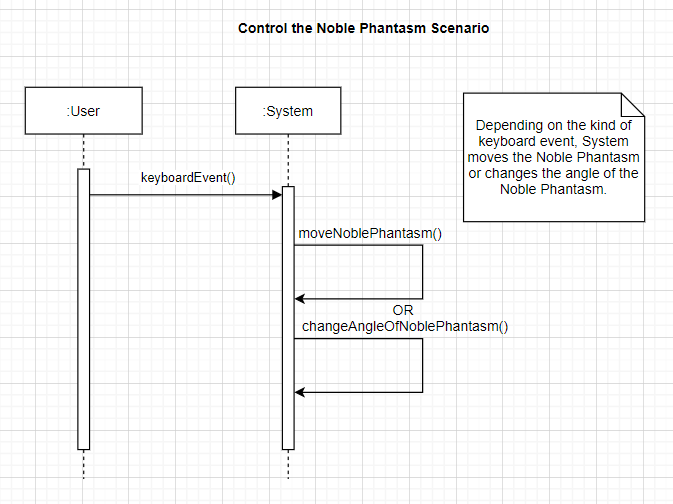 Control the Noble Phantasm Scenario
:User
:System
Depending on the kind of
keyboard event, System
moves the Noble Phantasm
or changes the angle of the
Noble Phantasm.
keyboardEvent()
moveNoblePhantasm()
OR
changeAngleOfNoblePhantasm()